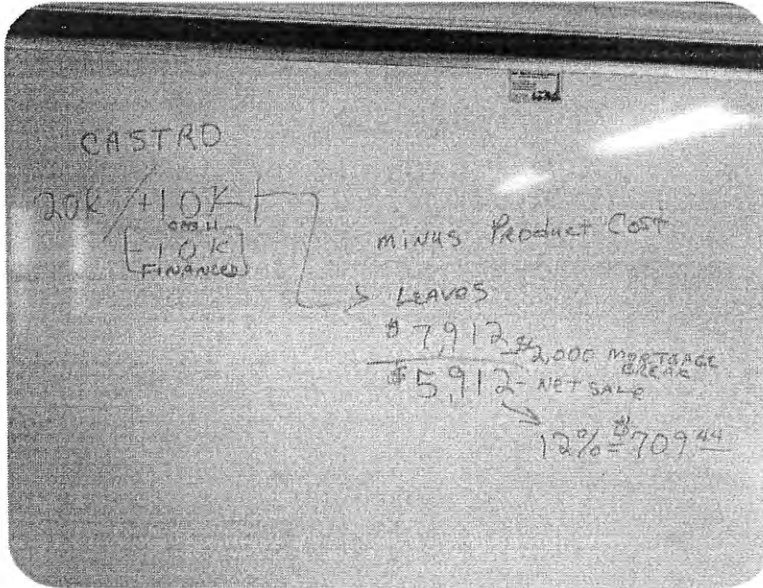 CASTRO
20K / +10K
CASH
-10K
FINANCED
MINUS Product Cost
LEAVES
$7,912 - $2,000 MORTGAGE BREAK
$5,912 - NET SALE
12% = $709.44